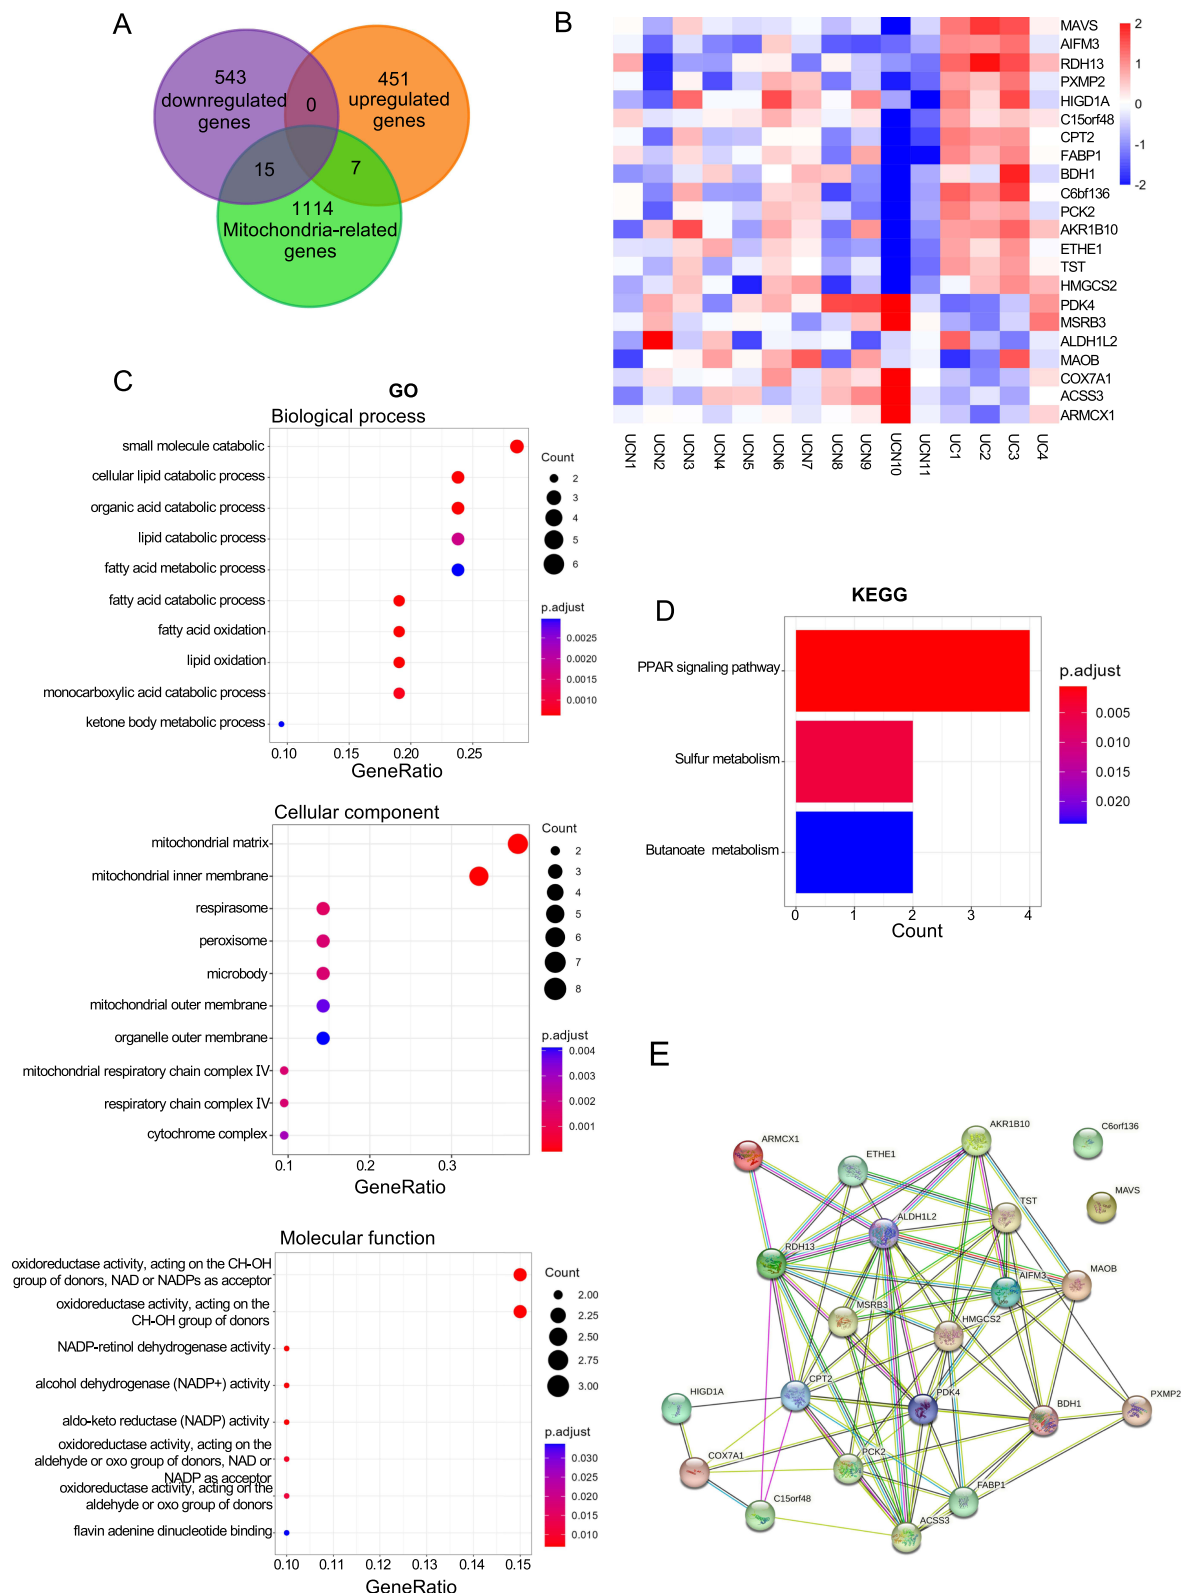 A
543
downregulated
genes
451
upregulated
genes
0
15
7
1114
Mitochondria-related
genes
B
MAVS
AIFM3
RDH13
PXMP2
HIGD1A
C15orf48
CPT2
FABP1
BDH1
C6bf136
PCK2
AKR1B10
ETHE1
TST
HMGCS2
PDK4
MSRB3
ALDH1L2
MAOB
COX7A1
ACSS3
ARMCX1
2
1
0
-1
-2
UCN1
UCN2
UCN3
UCN4
UCN5
UCN6
UCN7
UCN8
UCN9
UCN10
UCN11
UC1
UC2
UC3
UC4
C
GO
Biological process
small molecule catabolic
cellular lipid catabolic process
organic acid catabolic process
lipid catabolic process
fatty acid metabolic process
fatty acid catabolic process
fatty acid oxidation
lipid oxidation
monocarboxylic acid catabolic process
ketone body metabolic process
0.10
0.15
0.20
0.25
GeneRatio
Count
2
3
4
5
6
p.adjust
0.0025
0.0020
0.0015
0.0010
Cellular component
mitochondrial matrix
mitochondrial inner membrane
respirasome
peroxisome
microbody
mitochondrial outer membrane
organelle outer membrane
mitochondrial respiratory chain complex IV
respiratory chain complex IV
cytochrome complex
0.1
0.2
0.3
GeneRatio
Count
2
3
4
5
6
7
8
p.adjust
0.004
0.003
0.002
0.001
Molecular function
oxidoreductase activity, acting on the CH-OH
group of donors, NAD or NADPs as acceptor
oxidoreductase activity, acting on the
CH-OH group of donors
NADP-retinol dehydrogenase activity
alcohol dehydrogenase (NADP+) activity
aldo-keto reductase (NADP) activity
oxidoreductase activity, acting on the
aldehyde or oxo group of donors, NAD or
NADP as acceptor
oxidoreductase activity, acting on the
aldehyde or oxo group of donors
flavin adenine dinucleotide binding
0.10
0.11
0.12
0.13
0.14
0.15
GeneRatio
Count
2.00
2.25
2.50
2.75
3.00
p.adjust
0.030
0.025
0.020
0.015
0.010
D
KEGG
PPAR signaling pathway
Sulfur metabolism
Butanoate metabolism
0
1
2
3
4
Count
p.adjust
0.005
0.010
0.015
0.020
E
ARMCX1
ETHE1
AKR1B10
C6orf136
MAVS
TST
ALDH1L2
RDH13
AIFM3
MAOB
MSRB3
HMGCS2
CPT2
PDK4
BDH1
PXMP2
HIGD1A
COX7A1
PCK2
FABP1
C15orf48
ACSS3